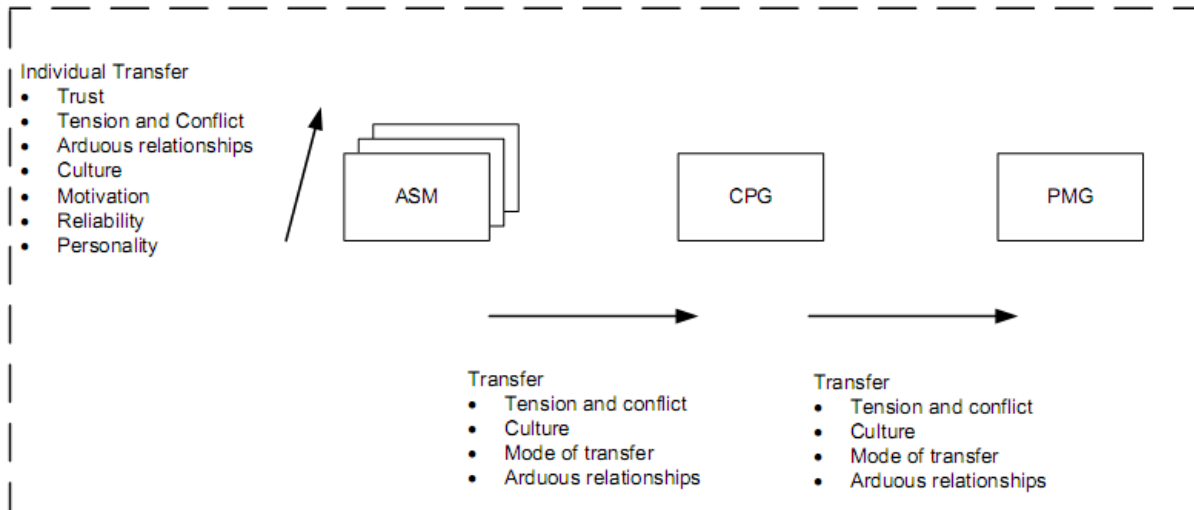 Individual Transfer
• Trust
• Tension and Conflict
• Arduous relationships
• Culture
• Motivation
• Reliability
• Personality
ASM
CPG
PMG
Transfer
• Tension and conflict
• Culture
• Mode of transfer
• Arduous relationships
Transfer
• Tension and conflict
• Culture
• Mode of transfer
• Arduous relationships